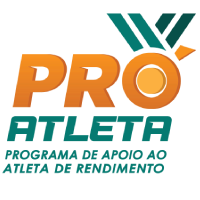 PRÓ
ATLETA
PROGRAMA DE APOIO AO
ATLETA DE RENDIMENTO